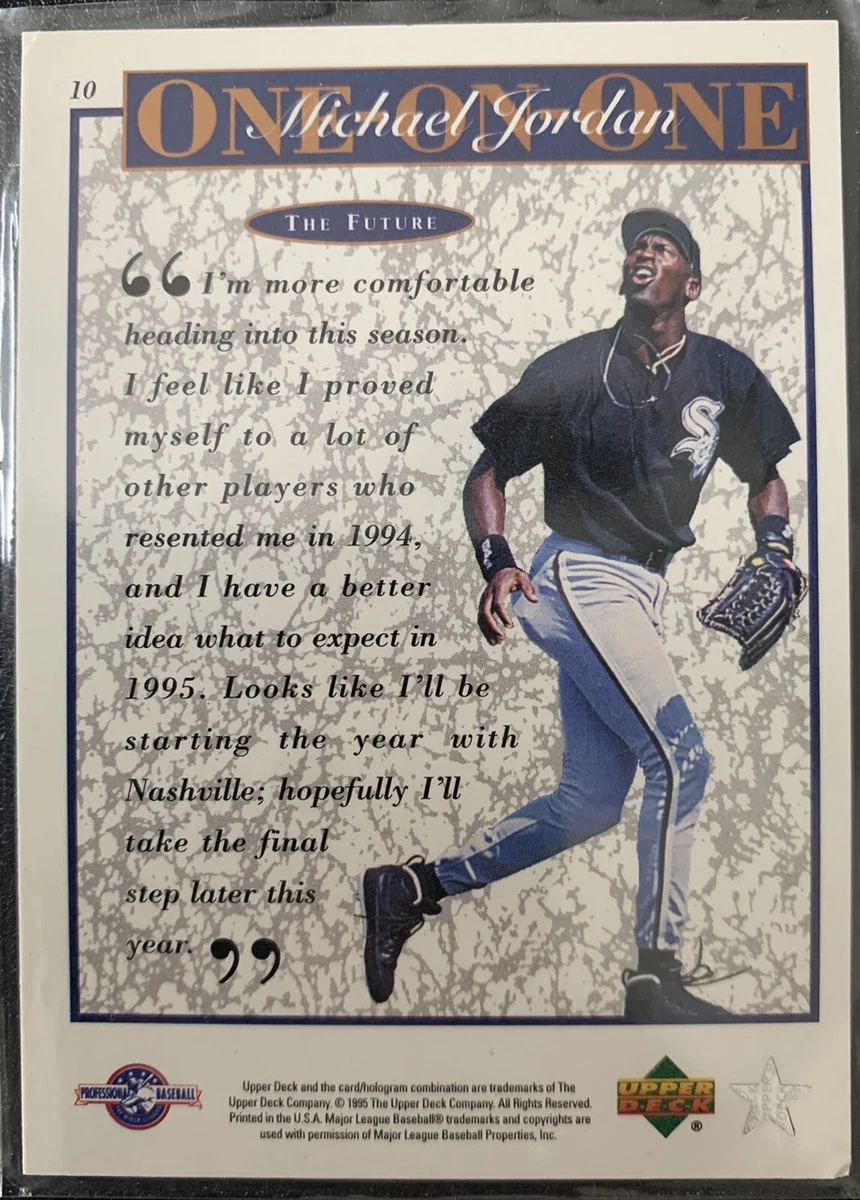 10
ONE-ON-ONE
Michael Jordan
THE FUTURE
“I’m more comfortable
heading into this season.
I feel like I proved
myself to a lot of
other players who
resented me in 1994,
and I have a better
idea what to expect in
1995. Looks like I’ll be
starting the year with
Nashville; hopefully I’ll
take the final
step later this
year.”
Sox
PROFESSIONAL BASEBALL
Upper Deck and the card/hologram combination are trademarks of The
Upper Deck Company. © 1995 The Upper Deck Company. All Rights Reserved.
Printed in the U.S.A. Major League Baseball® trademarks and copyrights are
used with permission of Major League Baseball Properties, Inc.
UPPER
DECK
®